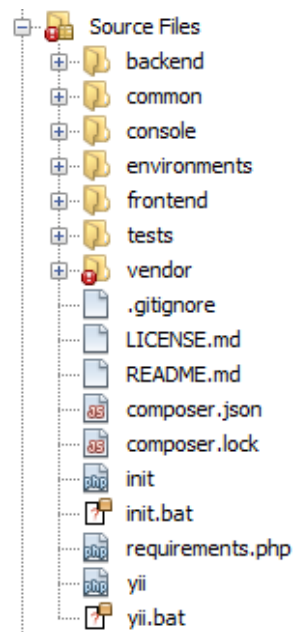 Source Files
backend
common
console
environments
frontend
tests
vendor
.gitignore
LICENSE.md
README.md
composer.json
composer.lock
init
init.bat
requirements.php
yii
yii.bat